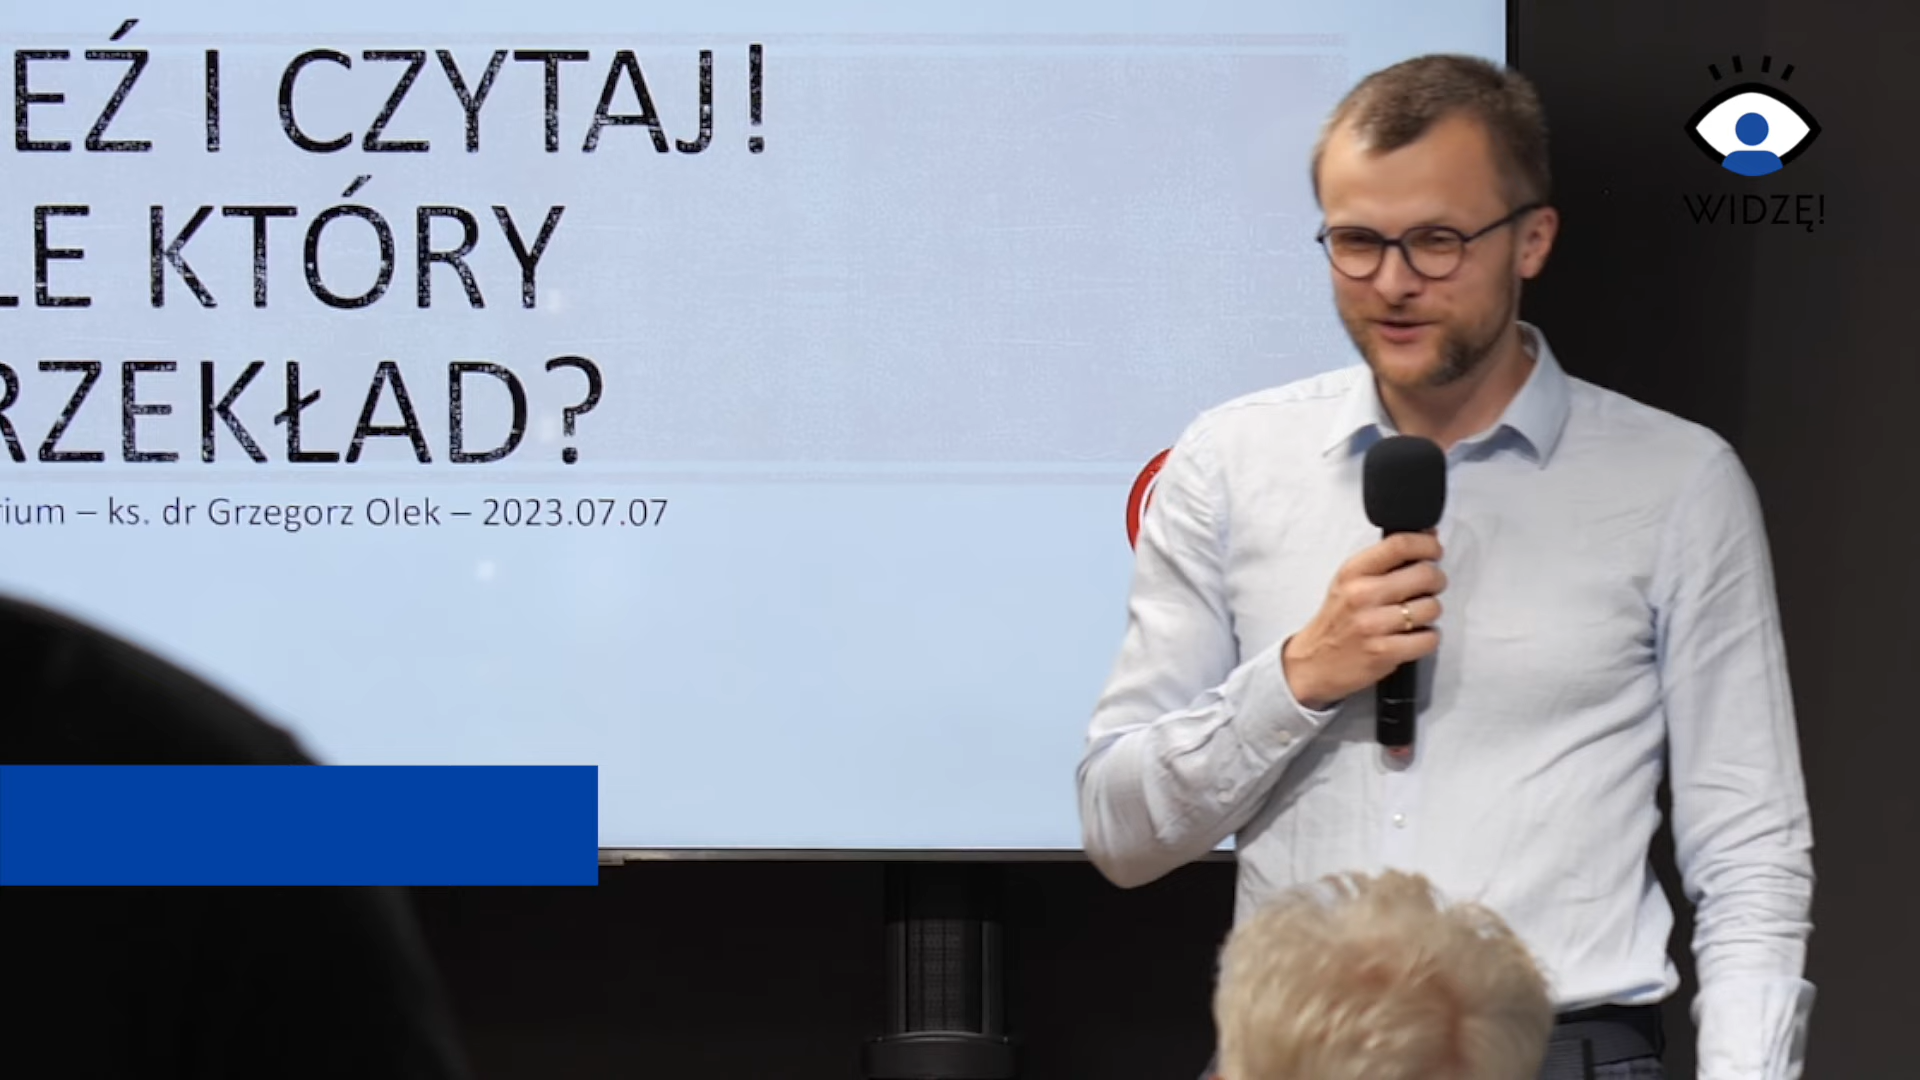 EŹ I CZYTAJ!
LE KTÓRY
RZEKŁAD?
rium – ks. dr Grzegorz Olek – 2023.07.07
WIDZĘ!